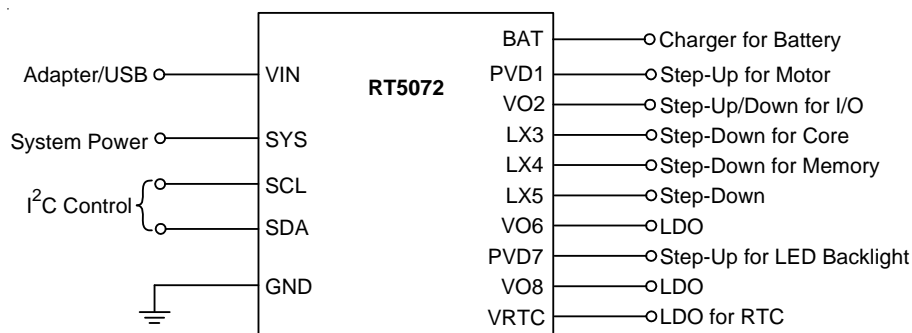 BAT Charger for Battery
Adapter/USB VIN PVD1 Step-Up for Motor
RT5072
VO2 Step-Up/Down for I/O
System Power SYS LX3 Step-Down for Core
LX4 Step-Down for Memory
SCL
I²C Control LX5 Step-Down
SDA VO6 LDO
PVD7 Step-Up for LED Backlight
GND VO8 LDO
VRTC LDO for RTC